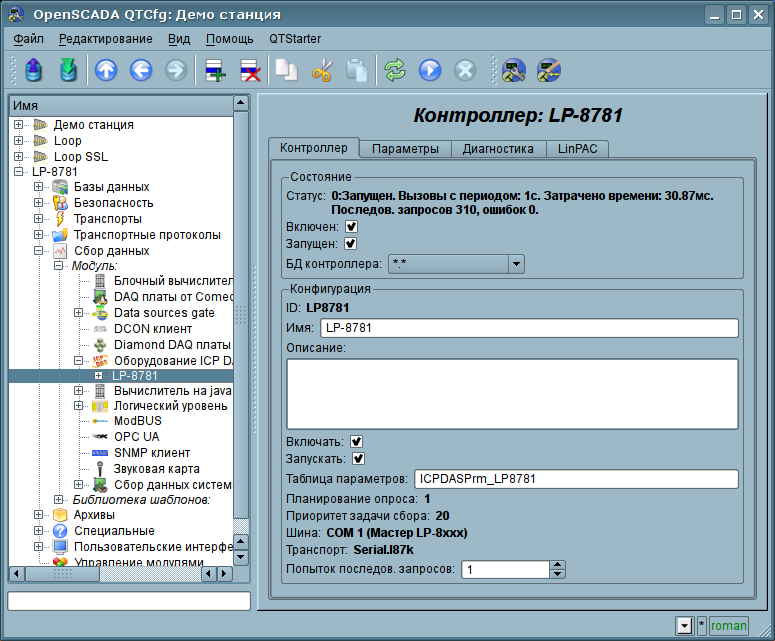 OpenSCADA QTCfg: Демо станция
Файл Редактирование Вид Помощь QTStarter
Имя
Демо станция
Loop
Loop SSL
LP-8781
Базы данных
Безопасность
Транспорты
Транспортные протоколы
Сбор данных
Модуль:
Блочный вычислител
DAQ платы от Comed
Data sources gate
DCON клиент
Diamond DAQ платы
Оборудование ICP DA
LP-8781
Вычислитель на java
Логический уровень
ModBUS
OPC UA
SNMP клиент
Звуковая карта
Сбор данных систем
Библиотека шаблонов:
Архивы
Специальные
Пользовательские интерфе
Управление модулями
Контроллер: LP-8781
Контроллер Параметры Диагностика LinPAC
Состояние
Статус: 0:Запущен. Вызовы с периодом: 1с. Затрачено времени: 30.87мс.
Последов. запросов 310, ошибок 0.
Включен:
Запущен:
БД контроллера: *.*
Конфигурация
ID: LP8781
Имя: LP-8781
Описание:
Включать:
Запускать:
Таблица параметров: ICPDASPrm_LP8781
Планирование опроса: 1
Приоритет задачи сбора: 20
Шина: COM 1 (Мастер LP-8xxx)
Транспорт: Serial.I87k
Попыток последов. запросов: 1
* roman